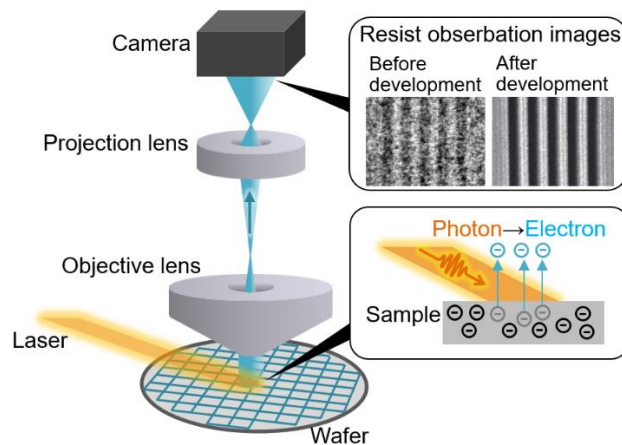 Camera
Projection lens
Objective lens
Laser
Wafer
Resist obserbation images
Before
development
After
development
Photon→Electron
Sample